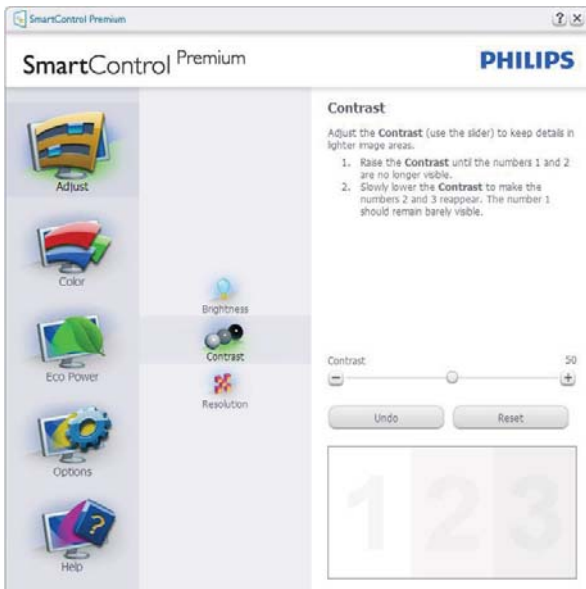 SmartControl Premium
? ×
SmartControl Premium
PHILIPS
Adjust
Color
Eco Power
Options
Help
Brightness
Contrast
Resolution
Contrast
Adjust the Contrast (use the slider) to keep details in
lighter image areas.
1. Raise the Contrast until the numbers 1 and 2
are no longer visible.
2. Slowly lower the Contrast to make the
numbers 2 and 3 reappear. The number 1
should remain barely visible.
Contrast 50
− +
Undo Reset
1 2 3